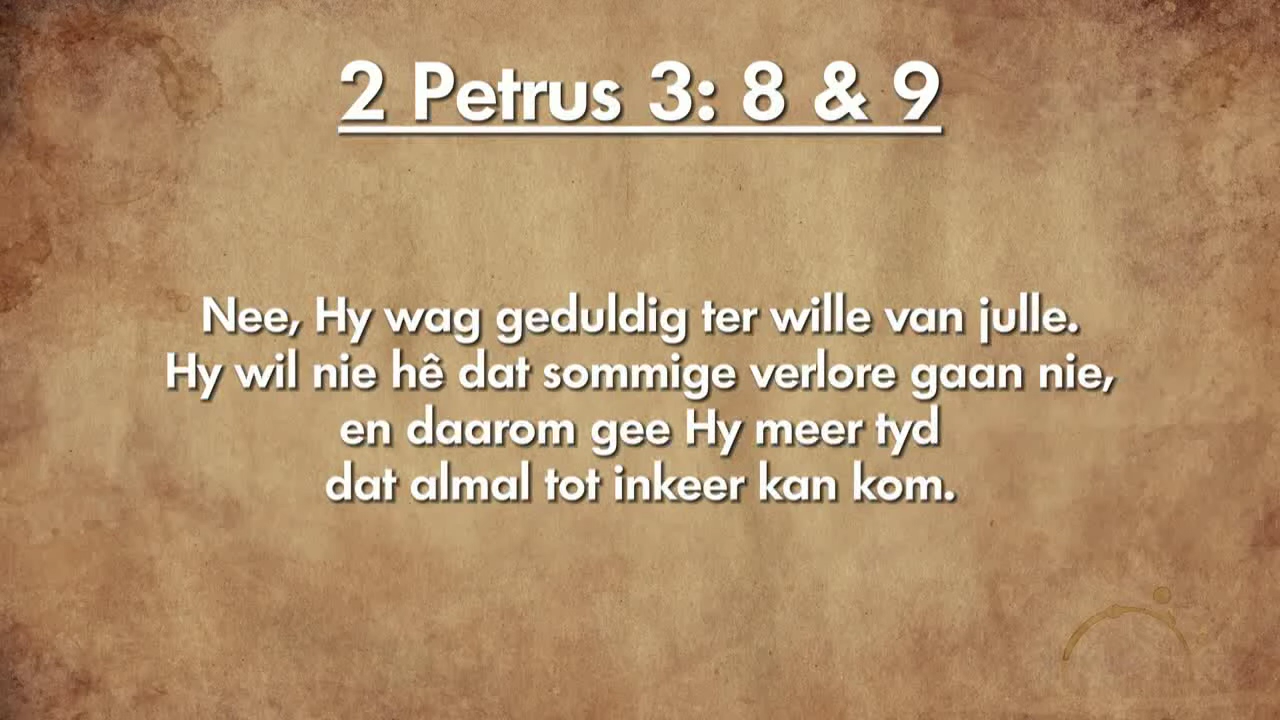 2 Petrus 3: 8 & 9
Nee, Hy wag geduldig ter wille van julle.
Hy wil nie hê dat sommige verlore gaan nie,
en daarom gee Hy meer tyd
dat almal tot inkeer kan kom.